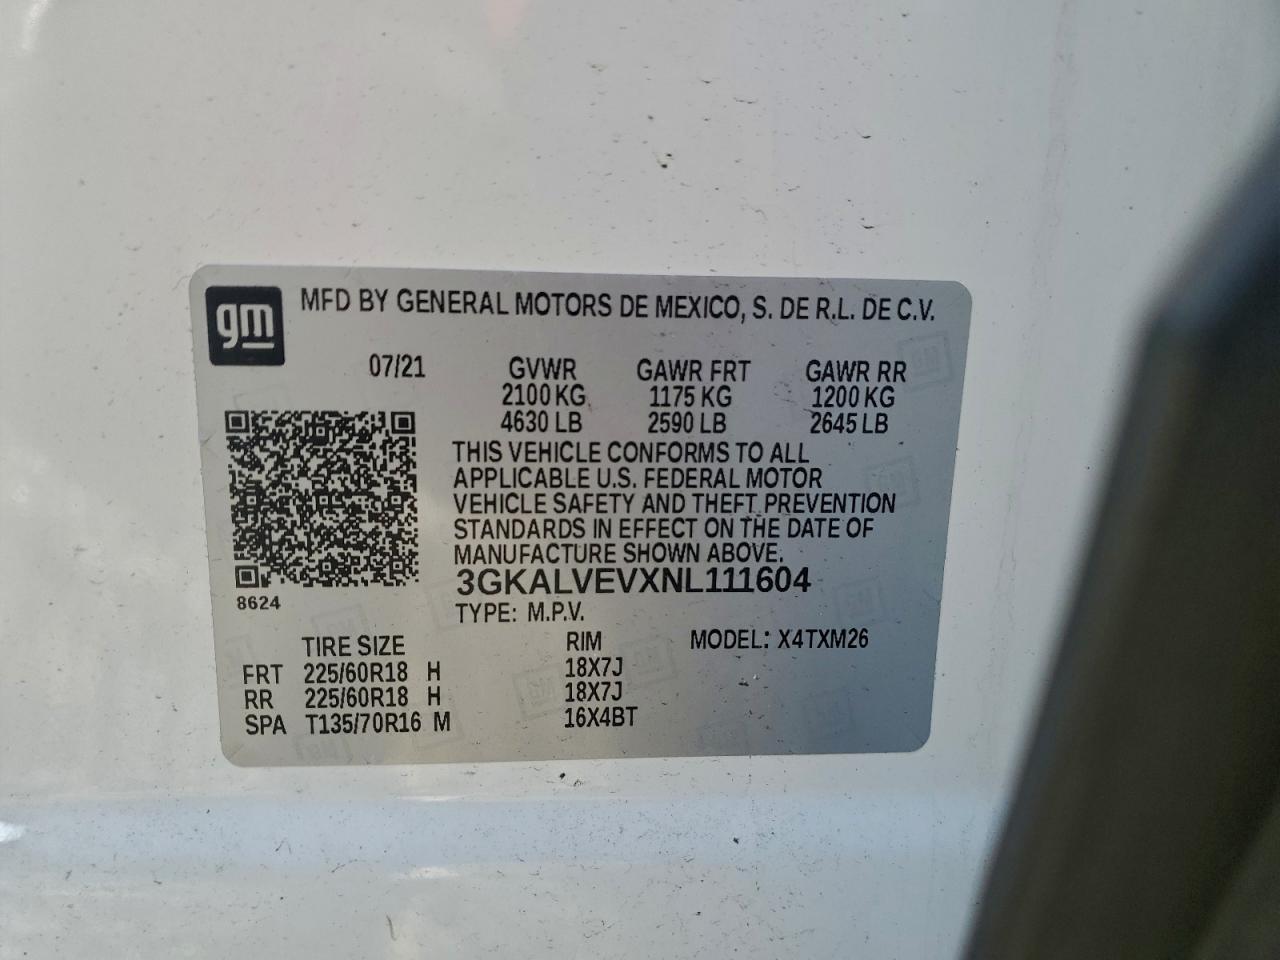 gm
MFD BY GENERAL MOTORS DE MEXICO, S. DE R.L. DE C.V.
07/21 GVWR GAWR FRT GAWR RR
2100 KG 1175 KG 1200 KG
4630 LB 2590 LB 2645 LB
THIS VEHICLE CONFORMS TO ALL
APPLICABLE U.S. FEDERAL MOTOR
VEHICLE SAFETY AND THEFT PREVENTION
STANDARDS IN EFFECT ON THE DATE OF
MANUFACTURE SHOWN ABOVE.
3GKALVEVXNL111604
8624
TYPE: M.P.V.
TIRE SIZE RIM MODEL: X4TXM26
FRT 225/60R18 H 18X7J
RR 225/60R18 H 18X7J
SPA T135/70R16 M 16X4BT